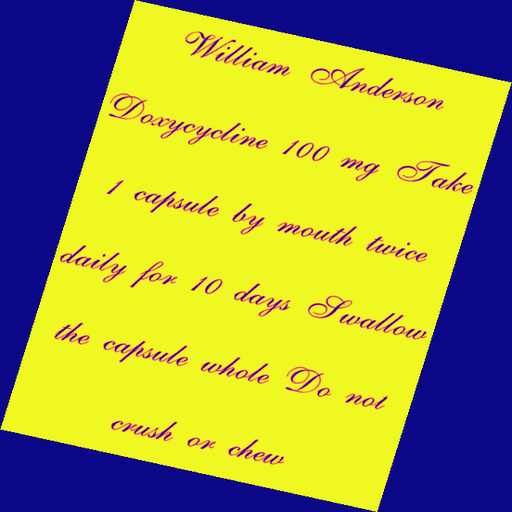 William Anderson
Doxycycline 100 mg Take
1 capsule by mouth twice
daily for 10 days Swallow
the capsule whole Do not
crush or chew